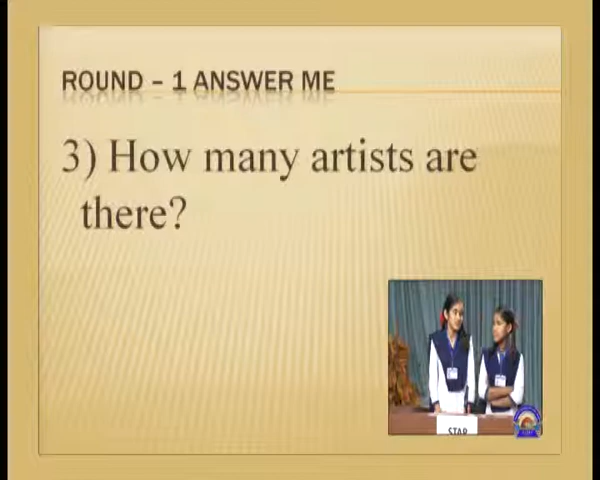 ROUND – 1 ANSWER ME
3) How many artists are
there?
STAR